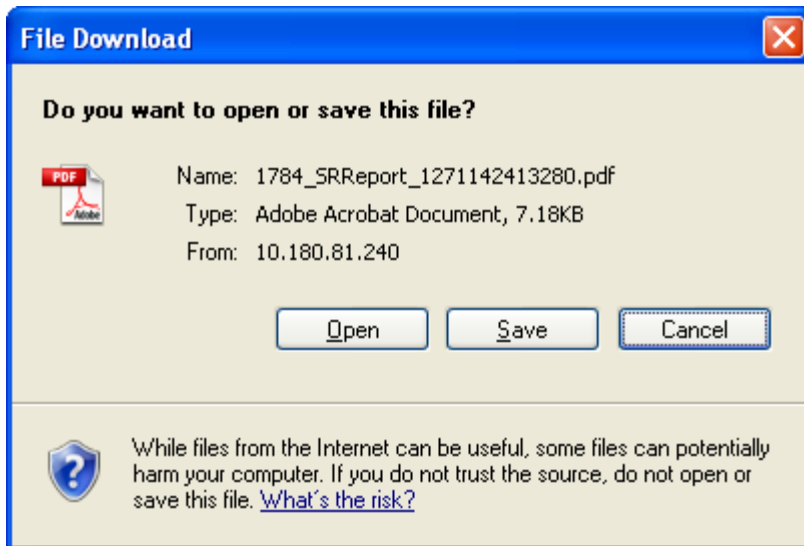 File Download
Do you want to open or save this file?
PDF
Adobe
Name: 1784_SRReport_1271142413280.pdf
Type: Adobe Acrobat Document, 7.18KB
From: 10.180.81.240
Open Save Cancel
While files from the Internet can be useful, some files can potentially
harm your computer. If you do not trust the source, do not open or
save this file. What's the risk?